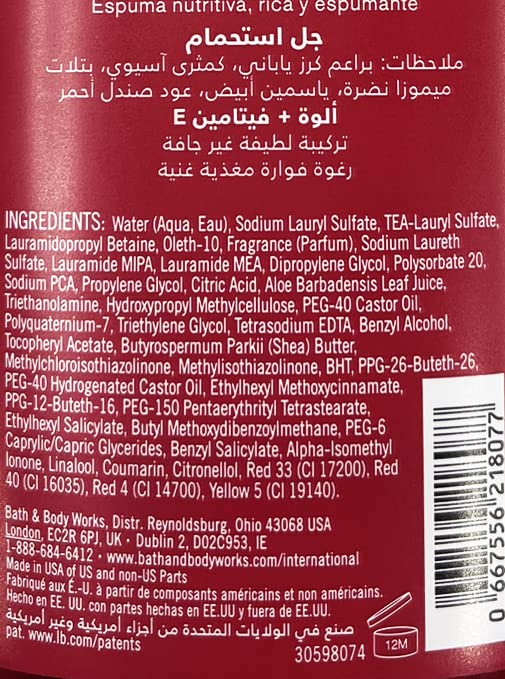 Espuma nutritiva, rica y espumante
جل استحمام
ملاحظات: براعم كرز ياباني، كمثرى آسيوي، بتلات
ميموزا نضرة، ياسمين أبيض، عود صندل أحمر
ألوة + فيتامين E
تركيبة لطيفة غير جافة
رغوة فوارة مغذية غنية
INGREDIENTS: Water (Aqua, Eau), Sodium Lauryl Sulfate, TEA-Lauryl Sulfate,
Lauramidopropyl Betaine, Oleth-10, Fragrance (Parfum), Sodium Laureth
Sulfate, Lauramide MIPA, Lauramide MEA, Dipropylene Glycol, Polysorbate 20,
Sodium PCA, Propylene Glycol, Citric Acid, Aloe Barbadensis Leaf Juice,
Triethanolamine, Hydroxypropyl Methylcellulose, PEG-40 Castor Oil,
Polyquaternium-7, Triethylene Glycol, Tetrasodium EDTA, Benzyl Alcohol,
Tocopheryl Acetate, Butyrospermum Parkii (Shea) Butter,
Methylchloroisothiazolinone, Methylisothiazolinone, BHT, PPG-26-Buteth-26,
PEG-40 Hydrogenated Castor Oil, Ethylhexyl Methoxycinnamate,
PPG-12-Buteth-16, PEG-150 Pentaerythrityl Tetrastearate,
Ethylhexyl Salicylate, Butyl Methoxydibenzoylmethane, PEG-6
Caprylic/Capric Glycerides, Benzyl Salicylate, Alpha-Isomethyl
Ionone, Linalool, Coumarin, Citronellol, Red 33 (CI 17200), Red
40 (CI 16035), Red 4 (CI 14700), Yellow 5 (CI 19140).
Bath & Body Works, Distr. Reynoldsburg, Ohio 43068 USA
London, EC2R 6PJ, UK • Dublin 2, D02C953, IE
1-888-684-6412 • www.bathandbodyworks.com/international
Made in USA of US and non-US Parts
Fabriqué aux É.-U. à partir de composants américains et non américains.
Hecho en EE. UU. con partes hechas en EE.UU y fuera de EE.UU.
صنع في الولايات المتحدة من أجزاء أمريكية وغير أمريكية
pat. www.lb.com/patents
30598074
12M
0 667556 218077